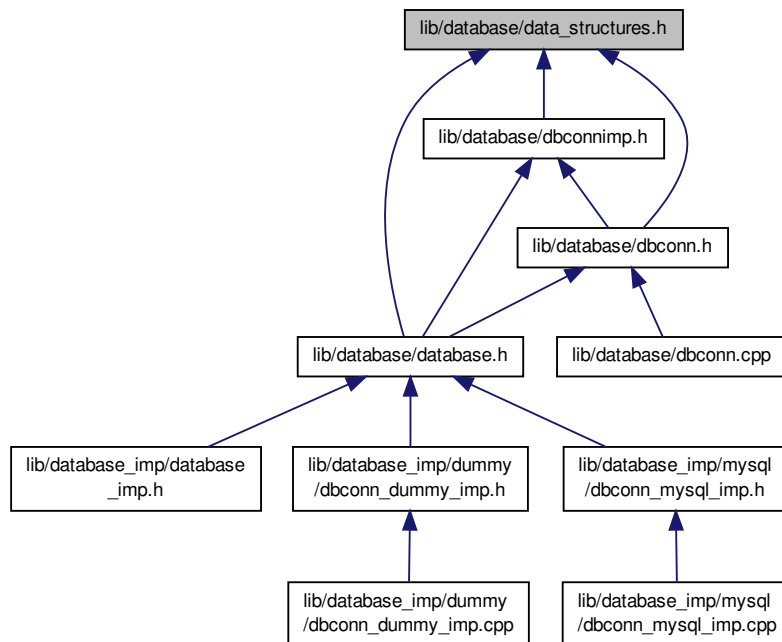 lib/database/data_structures.h
lib/database/dbconnimp.h
lib/database/dbconn.h
lib/database/database.h
lib/database/dbconn.cpp
lib/database_imp/database
_imp.h
lib/database_imp/dummy
/dbconn_dummy_imp.h
lib/database_imp/mysql
/dbconn_mysql_imp.h
lib/database_imp/dummy
/dbconn_dummy_imp.cpp
lib/database_imp/mysql
/dbconn_mysql_imp.cpp